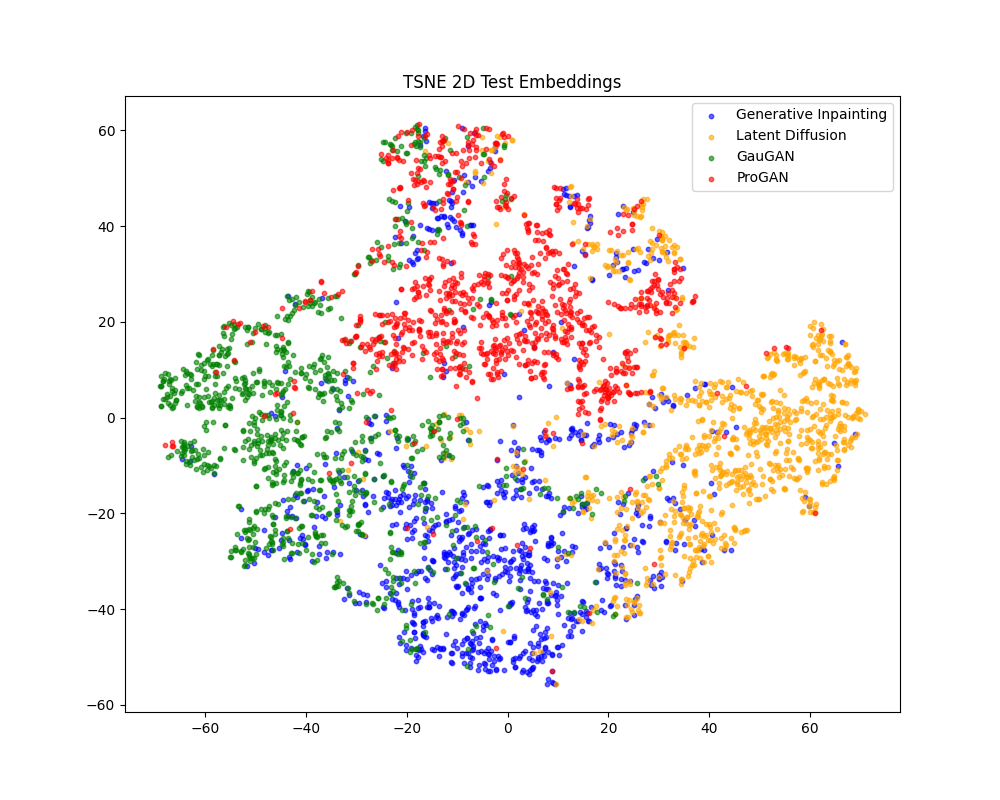 TSNE 2D Test Embeddings
Generative Inpainting
Latent Diffusion
GauGAN
ProGAN
60
40
20
0
−20
−40
−60
−60 −40 −20 0 20 40 60